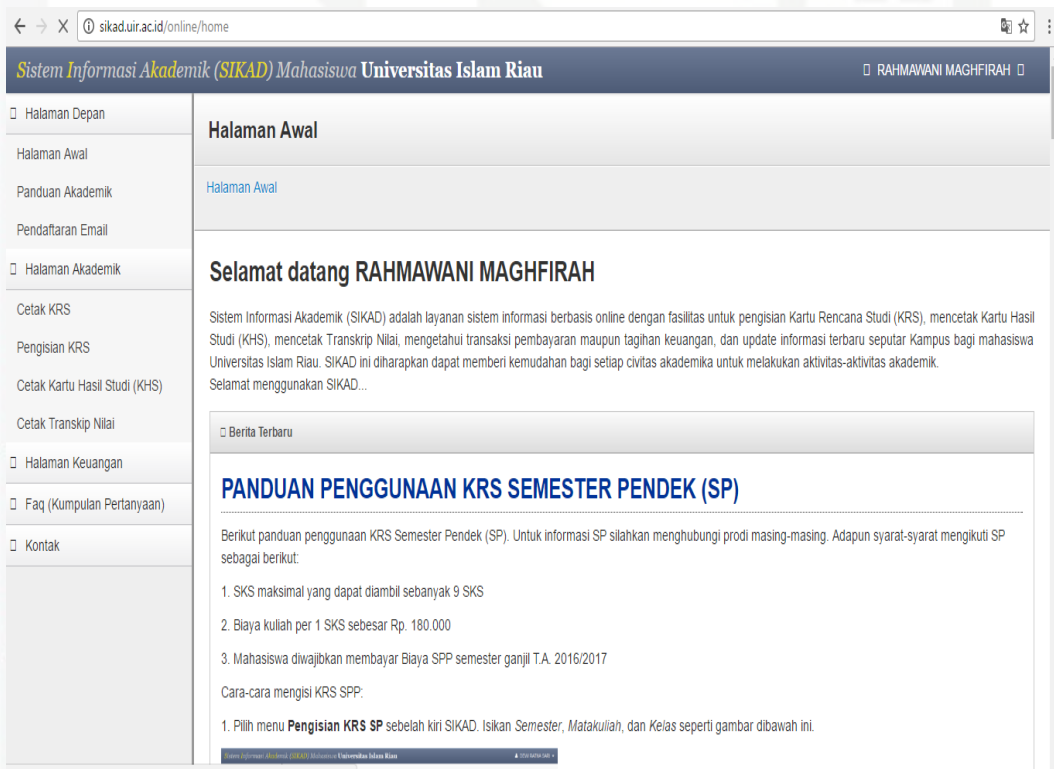 sikad.uir.ac.id/online/home
Sistem Informasi Akademik (SIKAD) Mahasiswa Universitas Islam Riau
RAHMAWANI MAGHFIRAH
Halaman Depan
Halaman Awal
Panduan Akademik
Pendaftaran Email
Halaman Akademik
Cetak KRS
Pengisian KRS
Cetak Kartu Hasil Studi (KHS)
Cetak Transkip Nilai
Halaman Keuangan
Faq (Kumpulan Pertanyaan)
Kontak
Halaman Awal
Halaman Awal
Selamat datang RAHMAWANI MAGHFIRAH
Sistem Informasi Akademik (SIKAD) adalah layanan sistem informasi berbasis online dengan fasilitas untuk pengisian Kartu Rencana Studi (KRS), mencetak Kartu Hasil
Studi (KHS), mencetak Transkrip Nilai, mengetahui transaksi pembayaran maupun tagihan keuangan, dan update informasi terbaru seputar Kampus bagi mahasiswa
Universitas Islam Riau. SIKAD ini diharapkan dapat memberi kemudahan bagi setiap civitas akademika untuk melakukan aktivitas-aktivitas akademik.
Selamat menggunakan SIKAD...
Berita Terbaru
PANDUAN PENGGUNAAN KRS SEMESTER PENDEK (SP)
Berikut panduan penggunaan KRS Semester Pendek (SP). Untuk informasi SP silahkan menghubungi prodi masing-masing. Adapun syarat-syarat mengikuti SP
sebagai berikut:
1. SKS maksimal yang dapat diambil sebanyak 9 SKS
2. Biaya kuliah per 1 SKS sebesar Rp. 180.000
3. Mahasiswa diwajibkan membayar Biaya SPP semester ganjil T.A. 2016/2017
Cara-cara mengisi KRS SPP:
1. Pilih menu Pengisian KRS SP sebelah kiri SIKAD. Isikan Semester, Matakuliah, dan Kelas seperti gambar dibawah ini.
Sistem Informasi Akademik (SIKAD) Mahasiswa Universitas Islam Riau